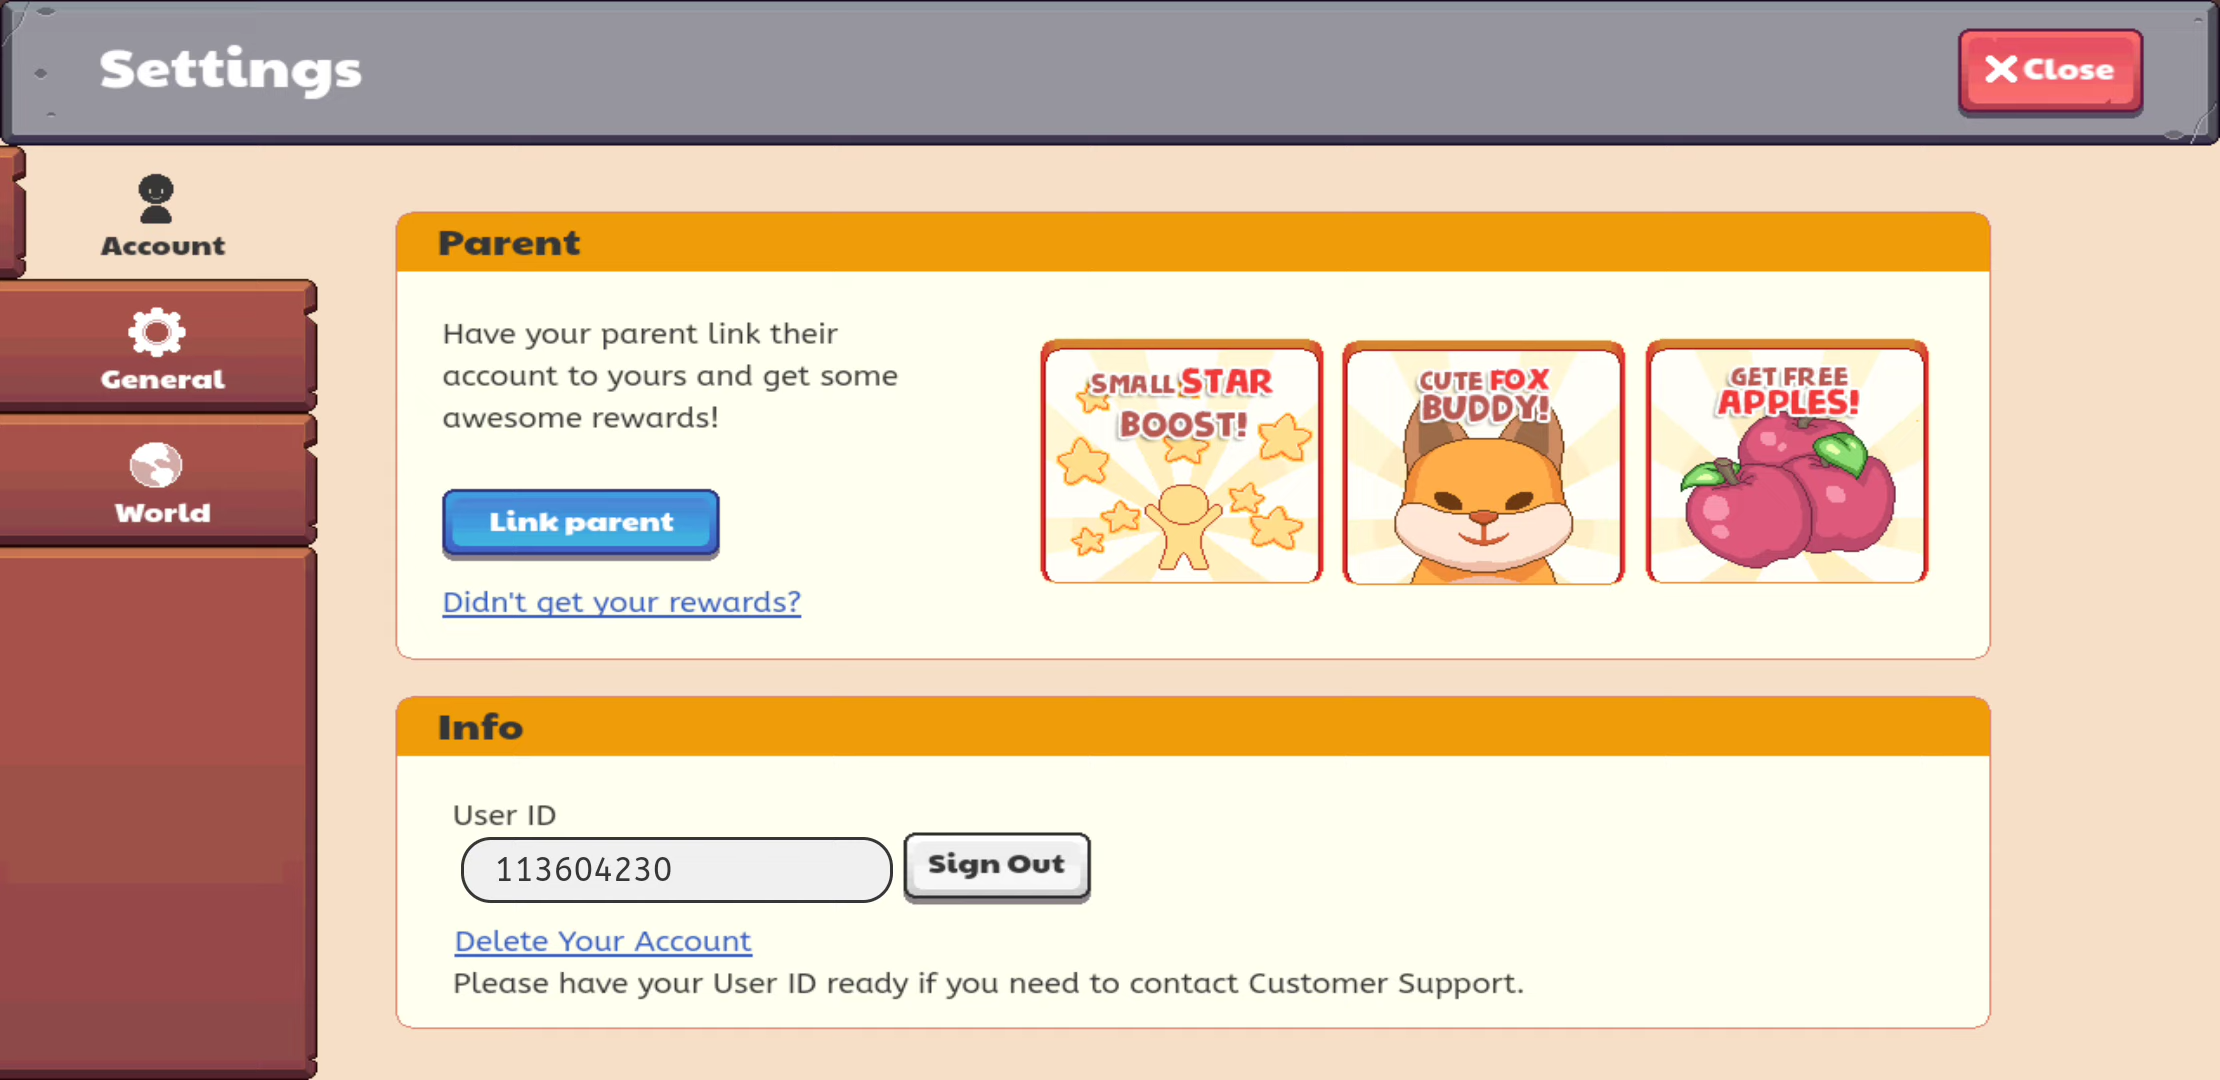 Settings
Close
Account
General
World
Parent
Have your parent link their
account to yours and get some
awesome rewards!
Link parent
Didn't get your rewards?
SMALL STAR
BOOST!
CUTE FOX
BUDDY!
GET FREE
APPLES!
Info
User ID
113604230
Sign Out
Delete Your Account
Please have your User ID ready if you need to contact Customer Support.